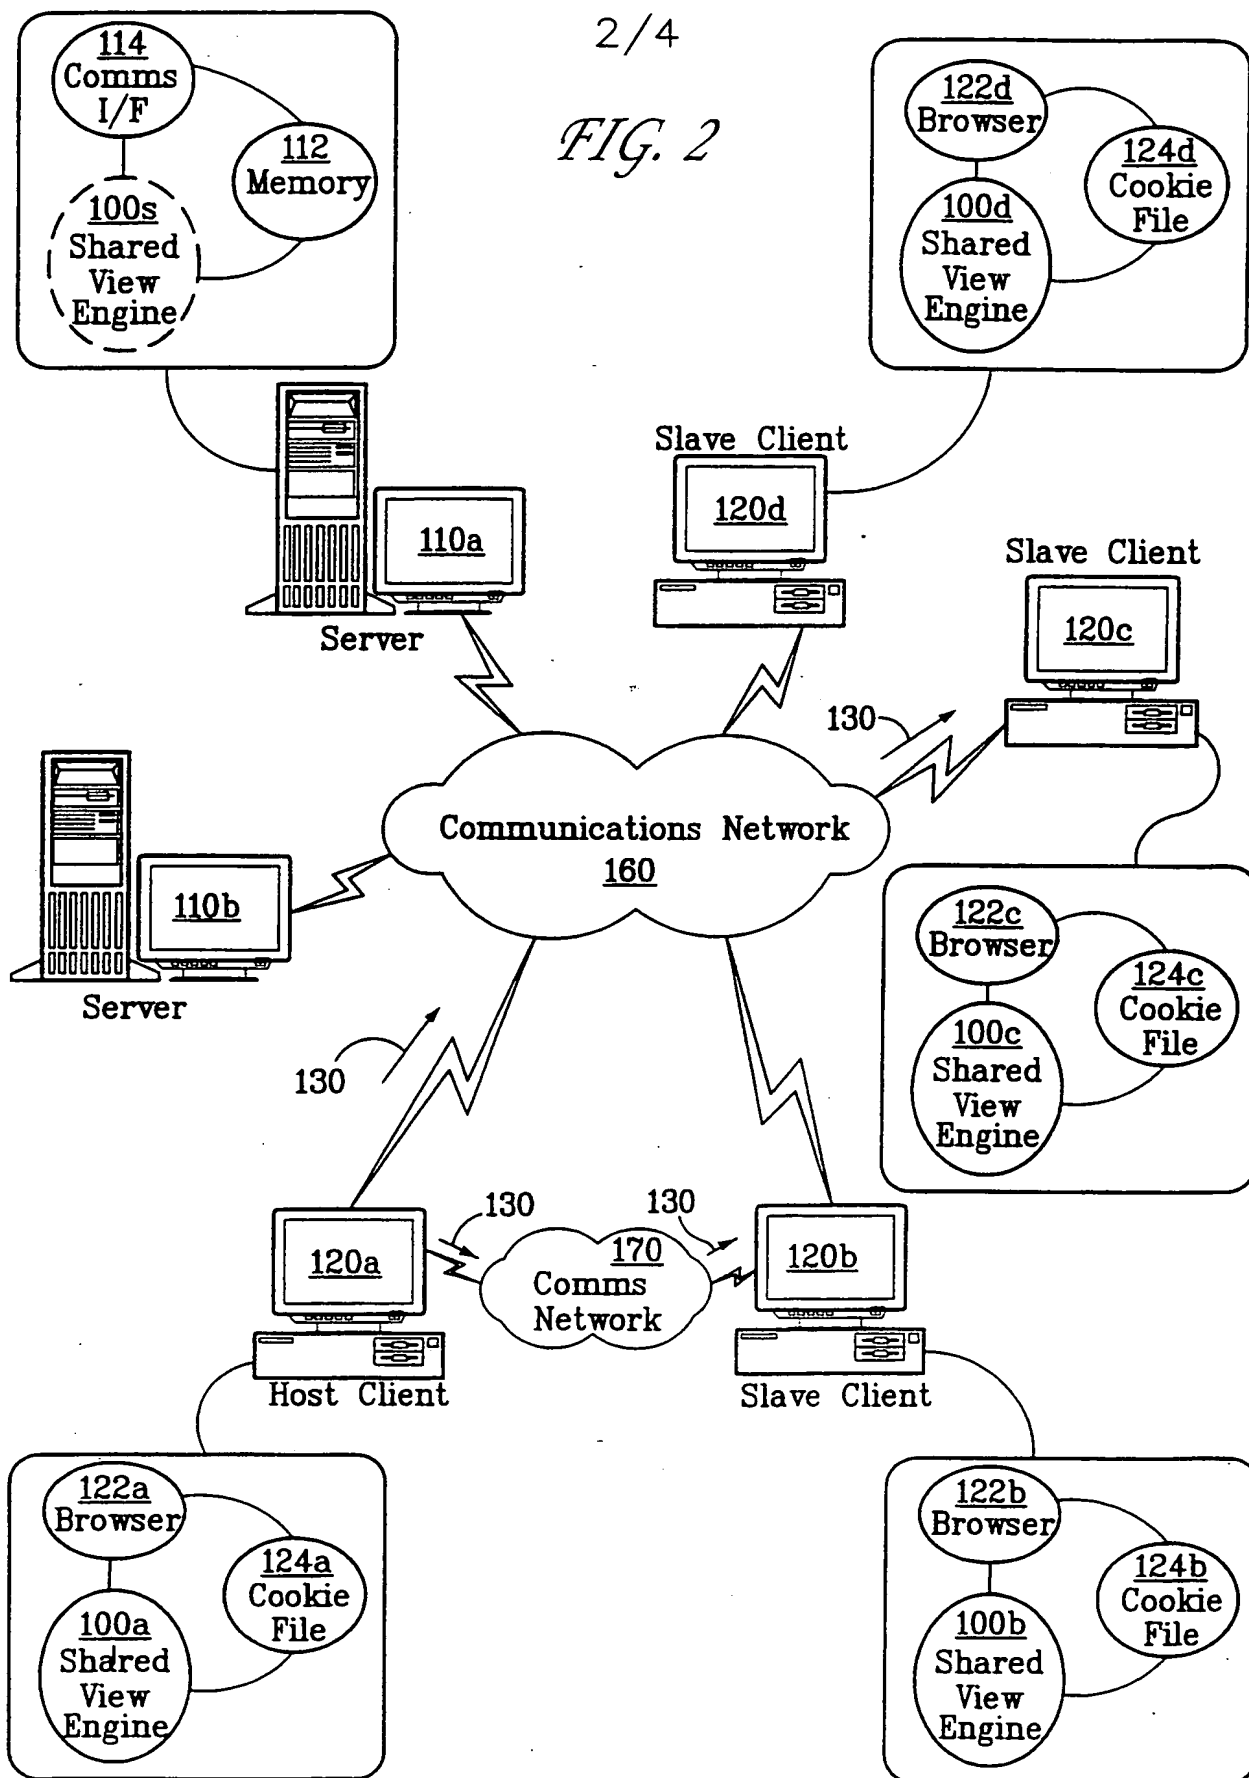 2/4
FIG. 2
114
Comms
I/F
112
Memory
100s
Shared
View
Engine
122d
Browser
124d
Cookie
File
100d
Shared
View
Engine
110a
Server
Slave Client
120d
Slave Client
120c
130
110b
Server
Communications Network
160
122c
Browser
124c
Cookie
File
100c
Shared
View
Engine
130
120a
Host Client
130
170
Comms
Network
130
120b
Slave Client
122a
Browser
124a
Cookie
File
100a
Shared
View
Engine
122b
Browser
124b
Cookie
File
100b
Shared
View
Engine